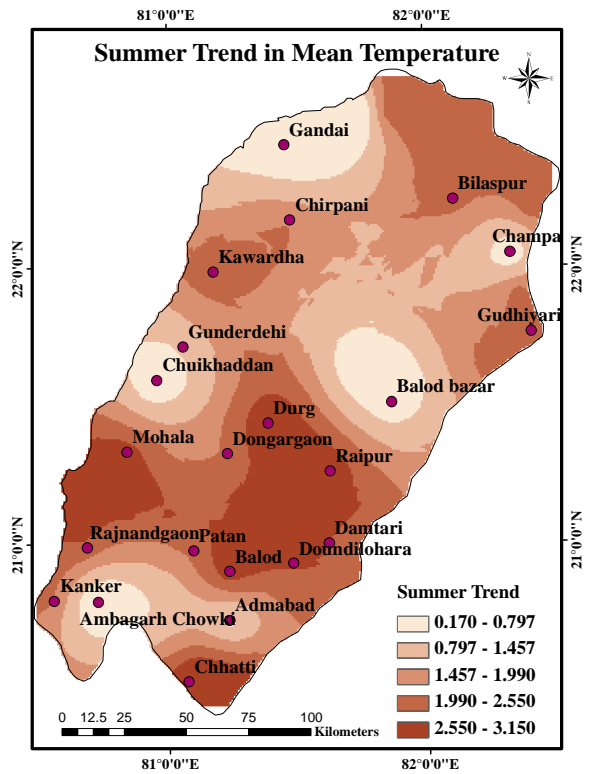 81°0'0"E 82°0'0"E
Summer Trend in Mean Temperature
N
W E
S
Gandai
Bilaspur
Chirpani
Champa
22°0'0"N 22°0'0"N
Kawardha
Gudhiyari
Gunderdehi
Chuikhaddan
Balod bazar
Durg
Mohala
Dongargaon
Raipur
21°0'0"N 21°0'0"N
Rajnandgaon
Patan
Damtari
Doundilohara
Balod
Kanker
Ambagarh Chowki
Admabad
Chhatti
Summer Trend
0.170 - 0.797
0.797 - 1.457
1.457 - 1.990
1.990 - 2.550
2.550 - 3.150
0 12.5 25 50 75 100
Kilometers
81°0'0"E 82°0'0"E